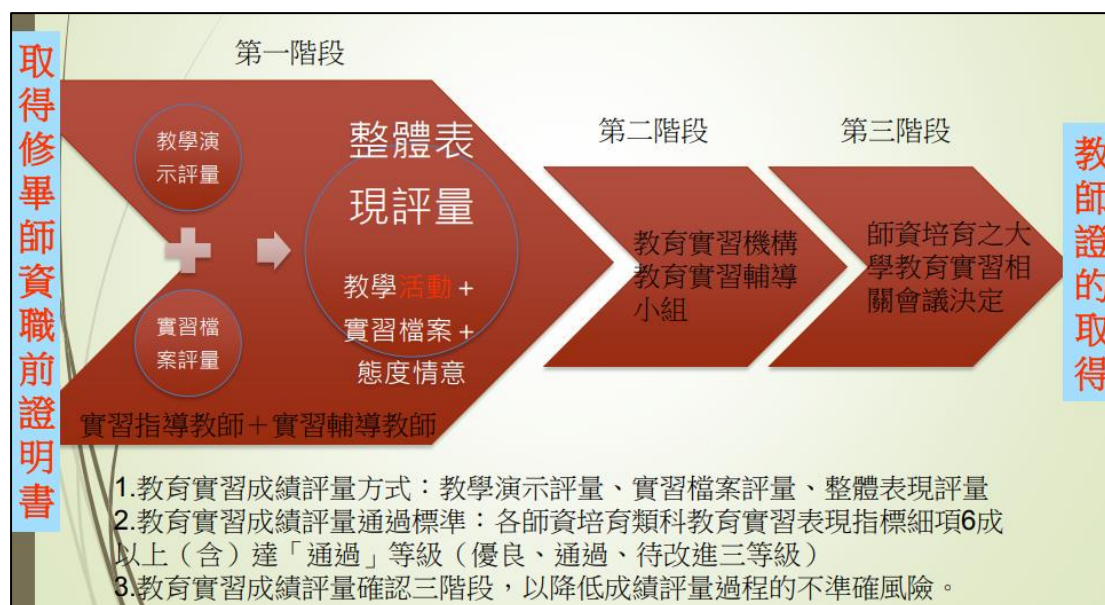 取得修畢師資職前證明書
第一階段
教學演
示評量
實習檔
案評量
整體表
現評量
教學活動+
實習檔案+
態度情意
實習指導教師+實習輔導教師
第二階段
教育實習機構
教育實習輔導
小組
第三階段
師資培育之大
學教育實習相
關會議決定
教師證的取得
1.教育實習成績評量方式:教學演示評量、實習檔案評量、整體表現評量
2.教育實習成績評量通過標準:各師資培育類科教育實習表現指標細項6成
以上(含)達「通過」等級(優良、通過、待改進三等級)
3.教育實習成績評量確認三階段,以降低成績評量過程的不準確風險。